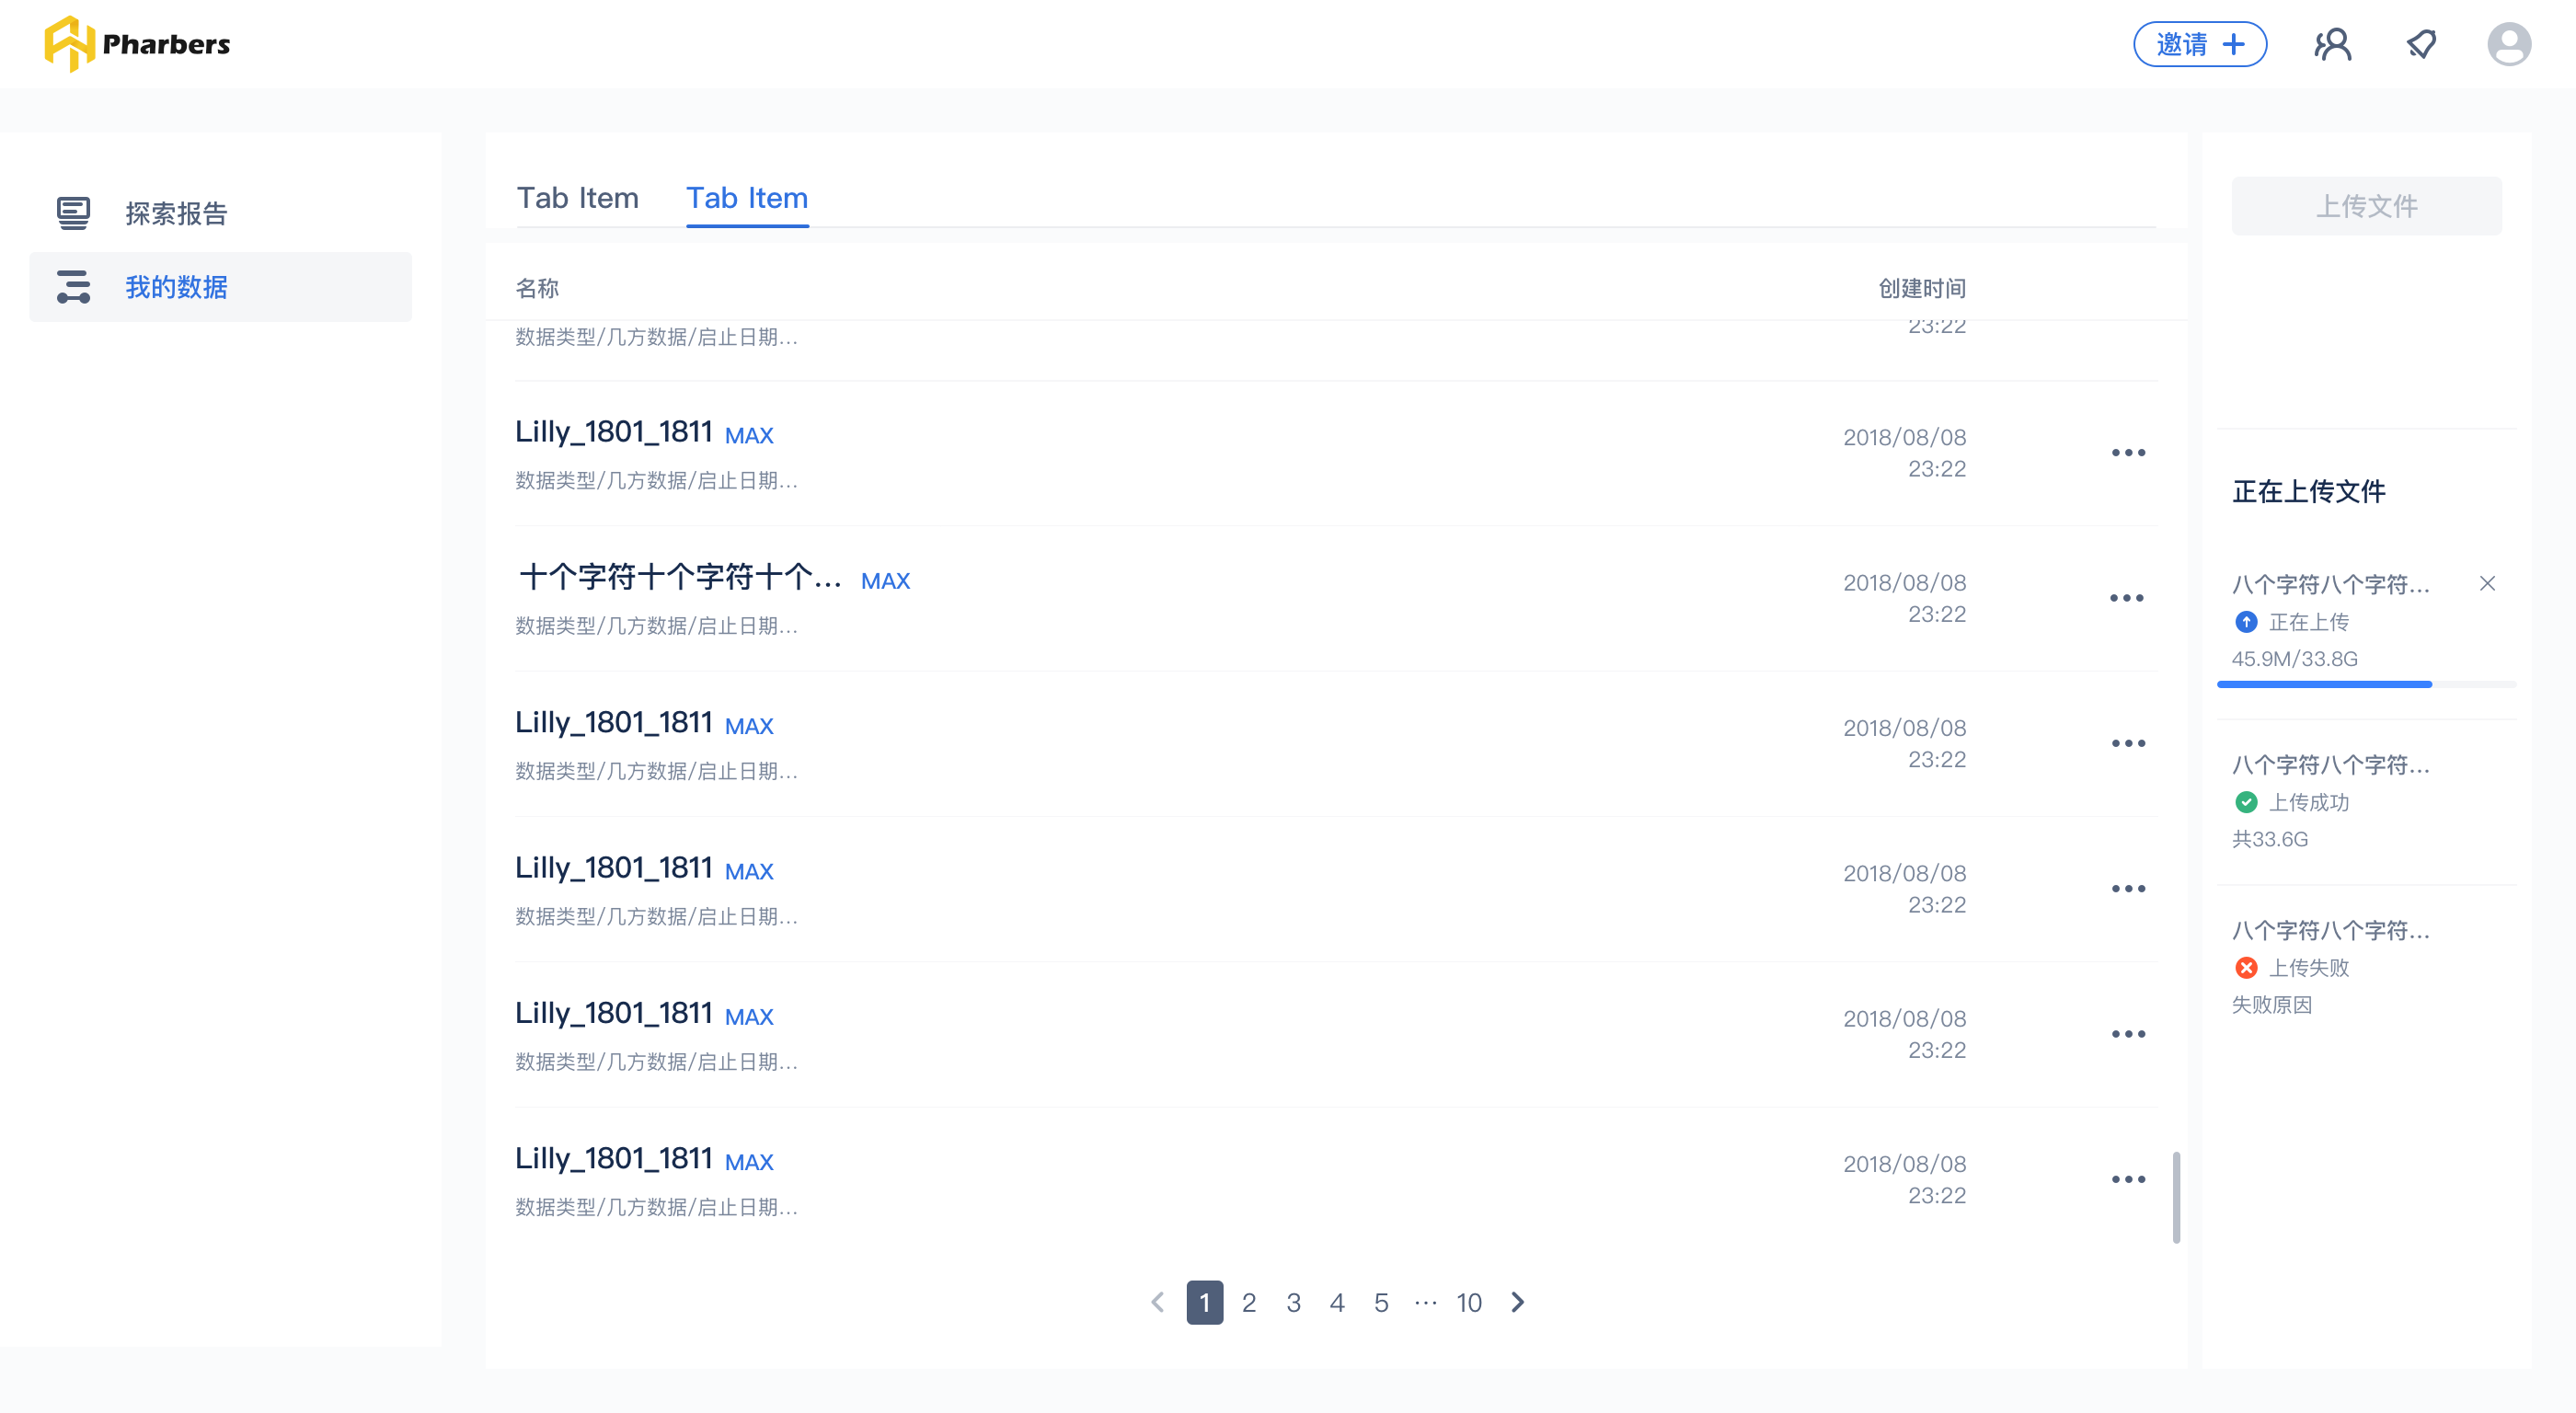 Pharbers
邀请
探索报告
我的数据
Tab Item Tab Item
名称 创建时间
23:22
数据类型/几方数据/启止日期...
Lilly_1801_1811 MAX
2018/08/08
23:22
数据类型/几方数据/启止日期...
十个字符十个字符十个... MAX
2018/08/08
23:22
数据类型/几方数据/启止日期...
Lilly_1801_1811 MAX
2018/08/08
23:22
数据类型/几方数据/启止日期...
Lilly_1801_1811 MAX
2018/08/08
23:22
数据类型/几方数据/启止日期...
Lilly_1801_1811 MAX
2018/08/08
23:22
数据类型/几方数据/启止日期...
Lilly_1801_1811 MAX
2018/08/08
23:22
数据类型/几方数据/启止日期...
1 2 3 4 5 ··· 10
上传文件
正在上传文件
八个字符八个字符...
正在上传
45.9M/33.8G
八个字符八个字符...
上传成功
共33.6G
八个字符八个字符...
上传失败
失败原因